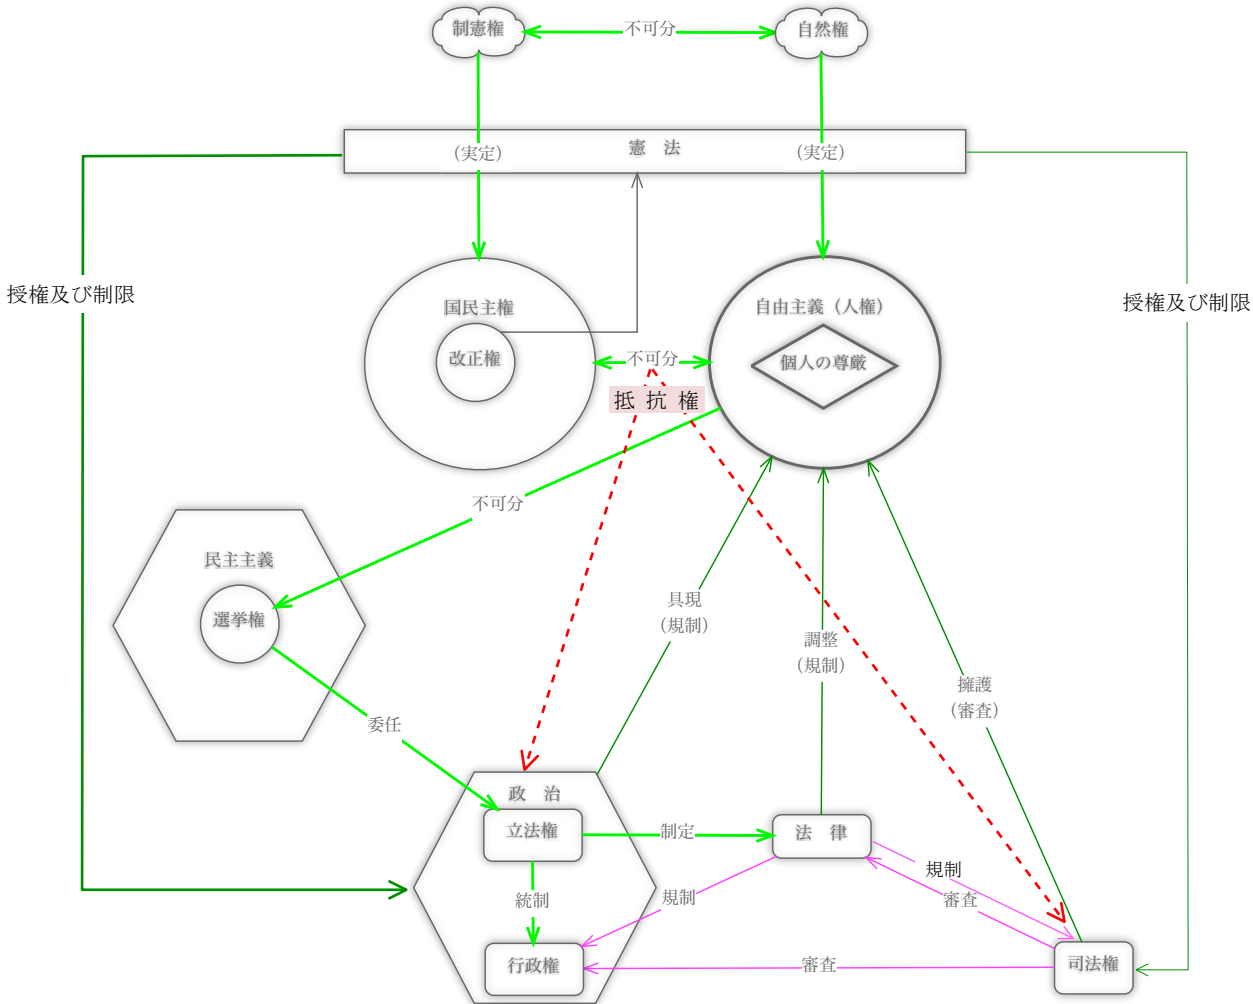 制憲権
不可分
自然権
憲　法
（実定）
（実定）
授権及び制限
授権及び制限
国民主権
自由主義（人権）
改正権
不可分
個人の尊厳
抵 抗 権
不可分
民主主義
選挙権
具現
（規制）
調整
（規制）
擁護
（審査）
委任
政　治
立法権
制定
法　律
規制
規制
審査
統制
行政権
審査
司法権